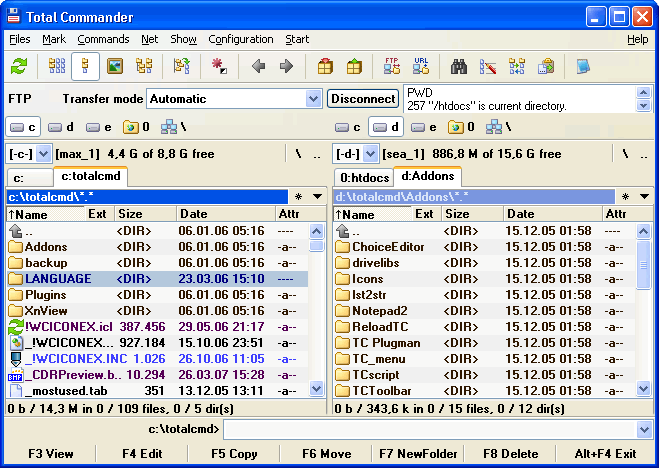 Total Commander
Files Mark Commands Net Show Configuration Start Help
FTP URL
FTP Transfer mode Automatic Disconnect
PWD
257 "/htdocs" is current directory.
c d e 0 \ c d e 0 \
[-c-] [max_1] 4,4 G of 8,8 G free \ .. [-d-] [sea_1] 886,8 M of 15,6 G free \ ..
c: c:totalcmd 0:htdocs d:Addons
c:\totalcmd\*.* * d:\totalcmd\Addons\*.* *
↑Name Ext Size Date Attr
.. <DIR> 06.01.06 05:16 ----
Addons <DIR> 06.01.06 05:16 -a--
backup <DIR> 06.01.06 05:16 -a--
LANGUAGE <DIR> 23.03.06 15:10 ----
Plugins <DIR> 06.01.06 05:16 -a--
XnView <DIR> 06.01.06 05:16 -a--
!WCICONEX.icl 387.456 29.05.06 21:17 -a--
_!WCICONEX... 927.184 15.10.06 23:51 -a--
_!WCICONEX.INC 1.026 26.10.06 11:05 -a--
BMP _CDRPreview.b.. 10.294 26.03.07 15:28 -a--
_mostused.tab 351 13.12.05 13:11 -a--
0 b / 14,3 M in 0 / 109 files, 0 / 5 dir(s)
↑Name Ext Size Date Attr
.. <DIR> 15.12.05 01:58 ----
ChoiceEditor <DIR> 15.12.05 01:58 -a--
drivelibs <DIR> 15.12.05 01:58 -a--
Icons <DIR> 15.12.05 01:58 -a--
lst2str <DIR> 15.12.05 01:58 -a--
Notepad2 <DIR> 15.12.05 01:58 -a--
ReloadTC <DIR> 15.12.05 01:58 -a--
TC Plugman <DIR> 15.12.05 01:58 -a--
TC_menu <DIR> 15.12.05 01:58 -a--
TCscript <DIR> 15.12.05 01:58 -a--
TCToolbar <DIR> 15.12.05 01:58 -a--
0 b / 343,6 k in 0 / 15 files, 0 / 12 dir(s)
c:\totalcmd>
F3 View F4 Edit F5 Copy F6 Move F7 NewFolder F8 Delete Alt+F4 Exit